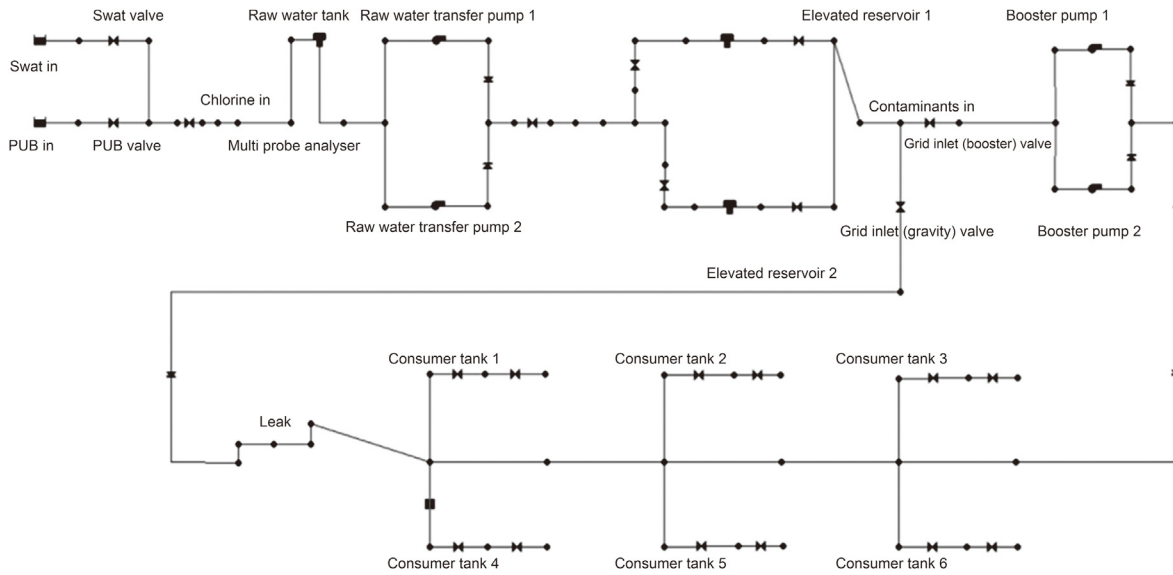 Swat valve
Raw water tank
Raw water transfer pump 1
Elevated reservoir 1
Booster pump 1
Swat in
Chlorine in
Contaminants in
PUB in
PUB valve
Multi probe analyser
Grid inlet (booster) valve
Raw water transfer pump 2
Grid inlet (gravity) valve
Booster pump 2
Elevated reservoir 2
Consumer tank 1
Consumer tank 2
Consumer tank 3
Leak
Consumer tank 4
Consumer tank 5
Consumer tank 6